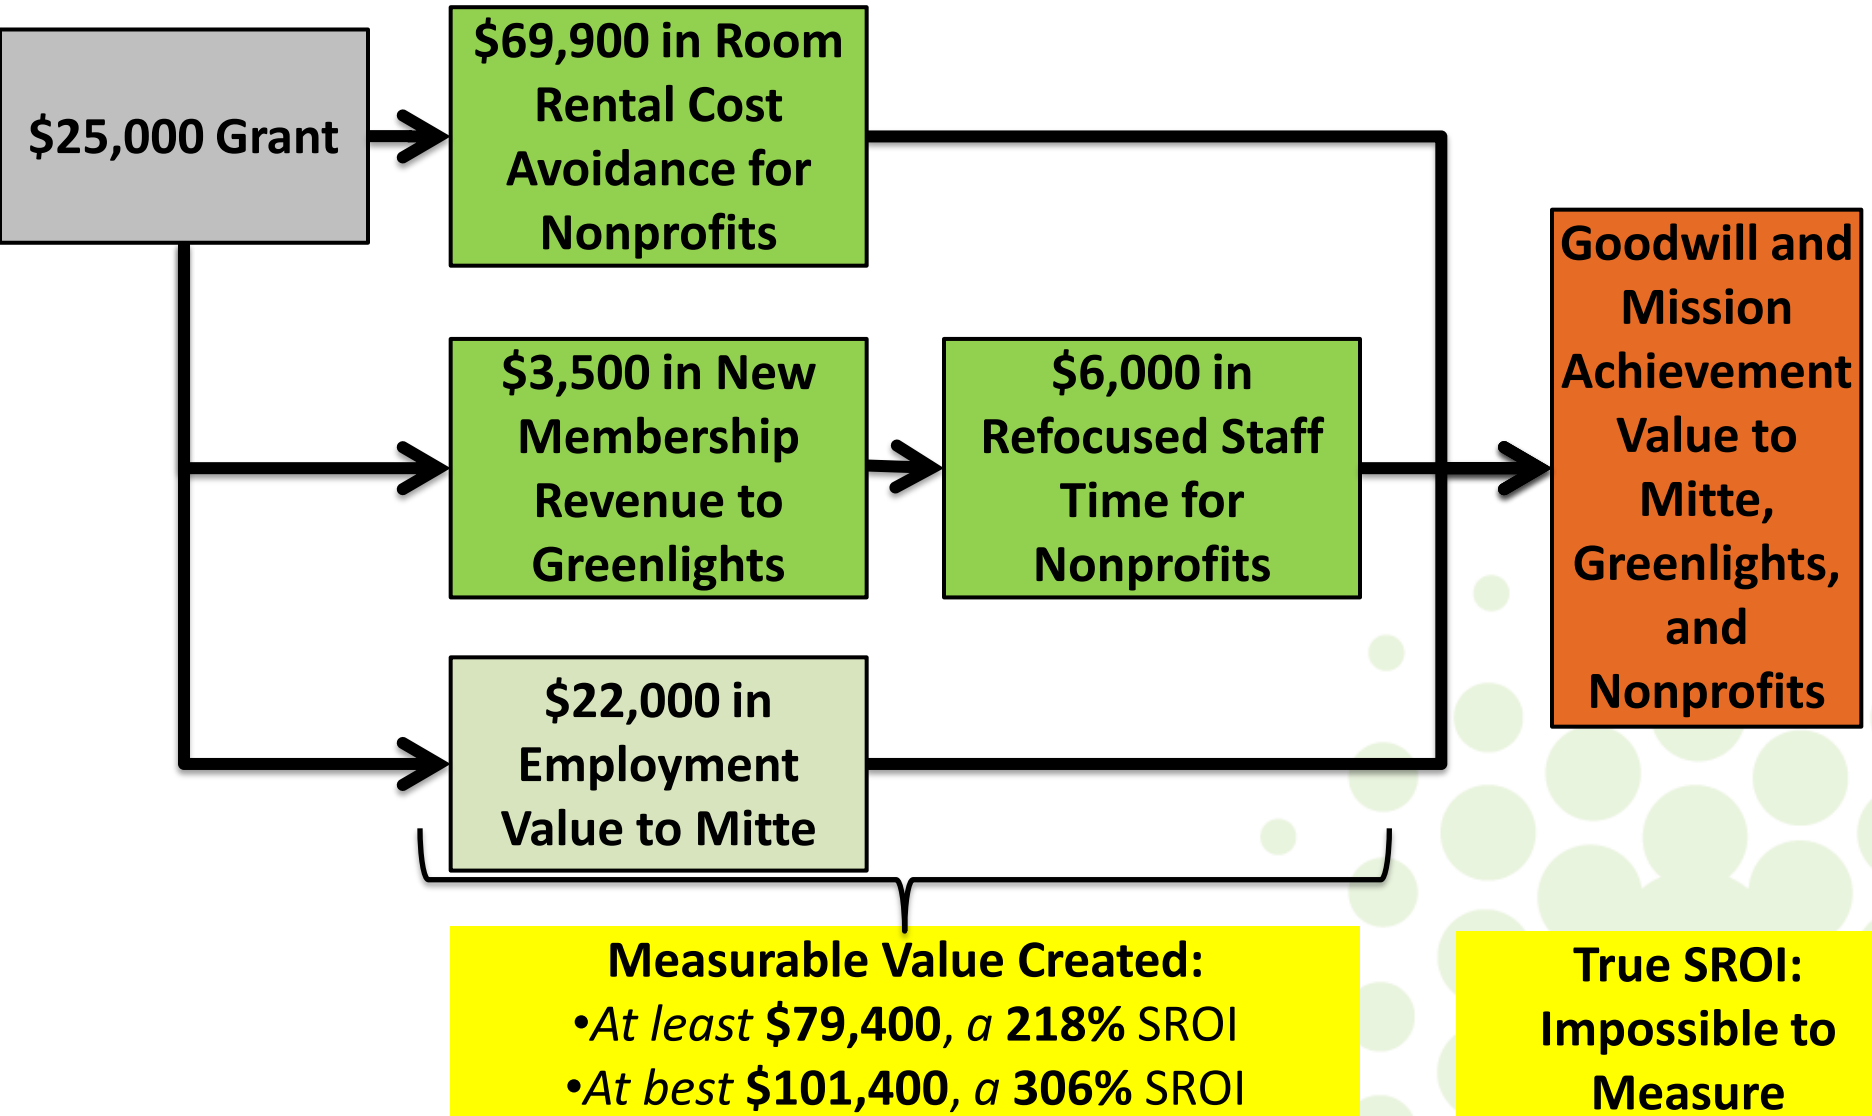 $25,000 Grant
$69,900 in Room
Rental Cost
Avoidance for
Nonprofits
$3,500 in New
Membership
Revenue to
Greenlights
$6,000 in
Refocused Staff
Time for
Nonprofits
$22,000 in
Employment
Value to Mitte
Goodwill and
Mission
Achievement
Value to
Mitte,
Greenlights,
and
Nonprofits
Measurable Value Created:
•At least $79,400, a 218% SROI
•At best $101,400, a 306% SROI
True SROI:
Impossible to
Measure